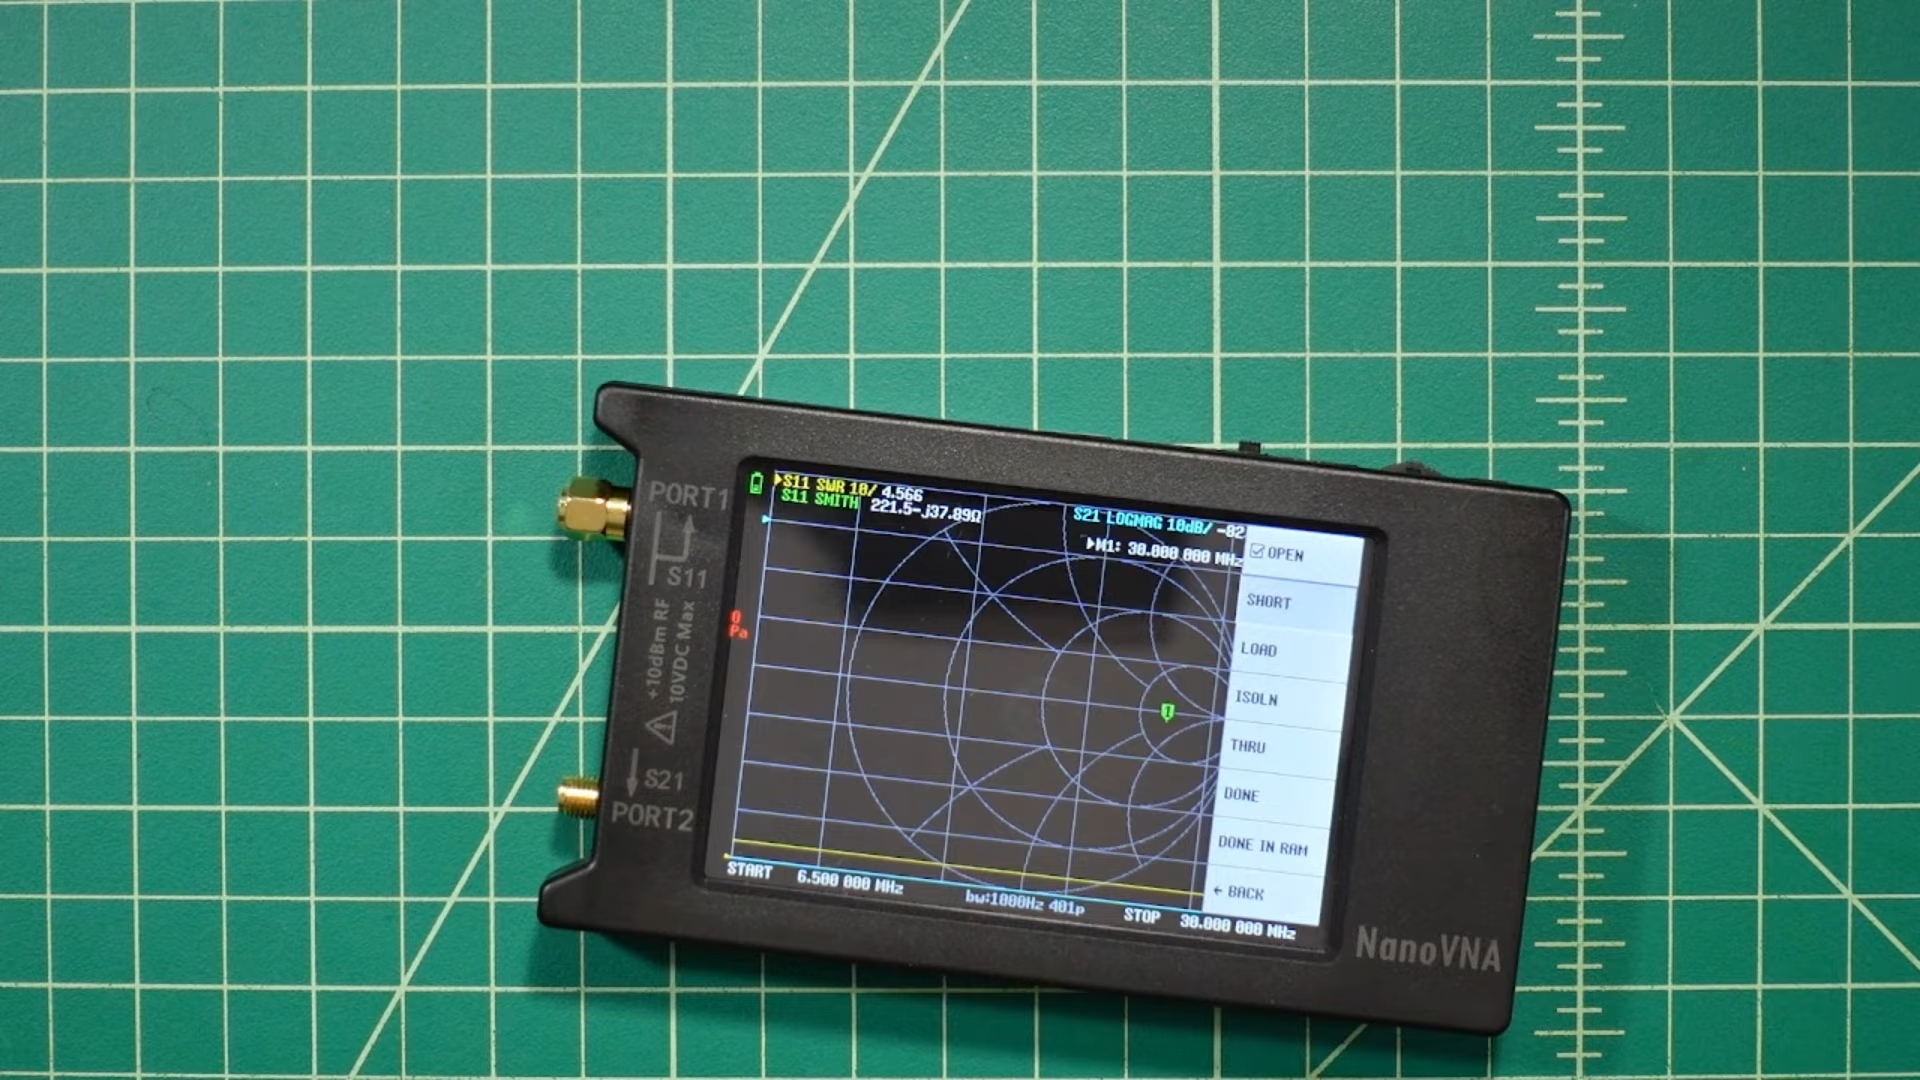 PORT1
S11
+10dBm RF
10VDC Max
S21
PORT2
S11 SWR 10/ 4.566
S11 SMITH 221.5-j37.89Ω
S21 LOGMAG 10dB/ -82
M1: 30.000 000 MHz
0
Pa
1
START 6.500 000 MHz
bw:1000Hz 401p
STOP 30.000 000 MHz
OPEN
SHORT
LOAD
ISOLN
THRU
DONE
DONE IN RAM
← BACK
NanoVNA